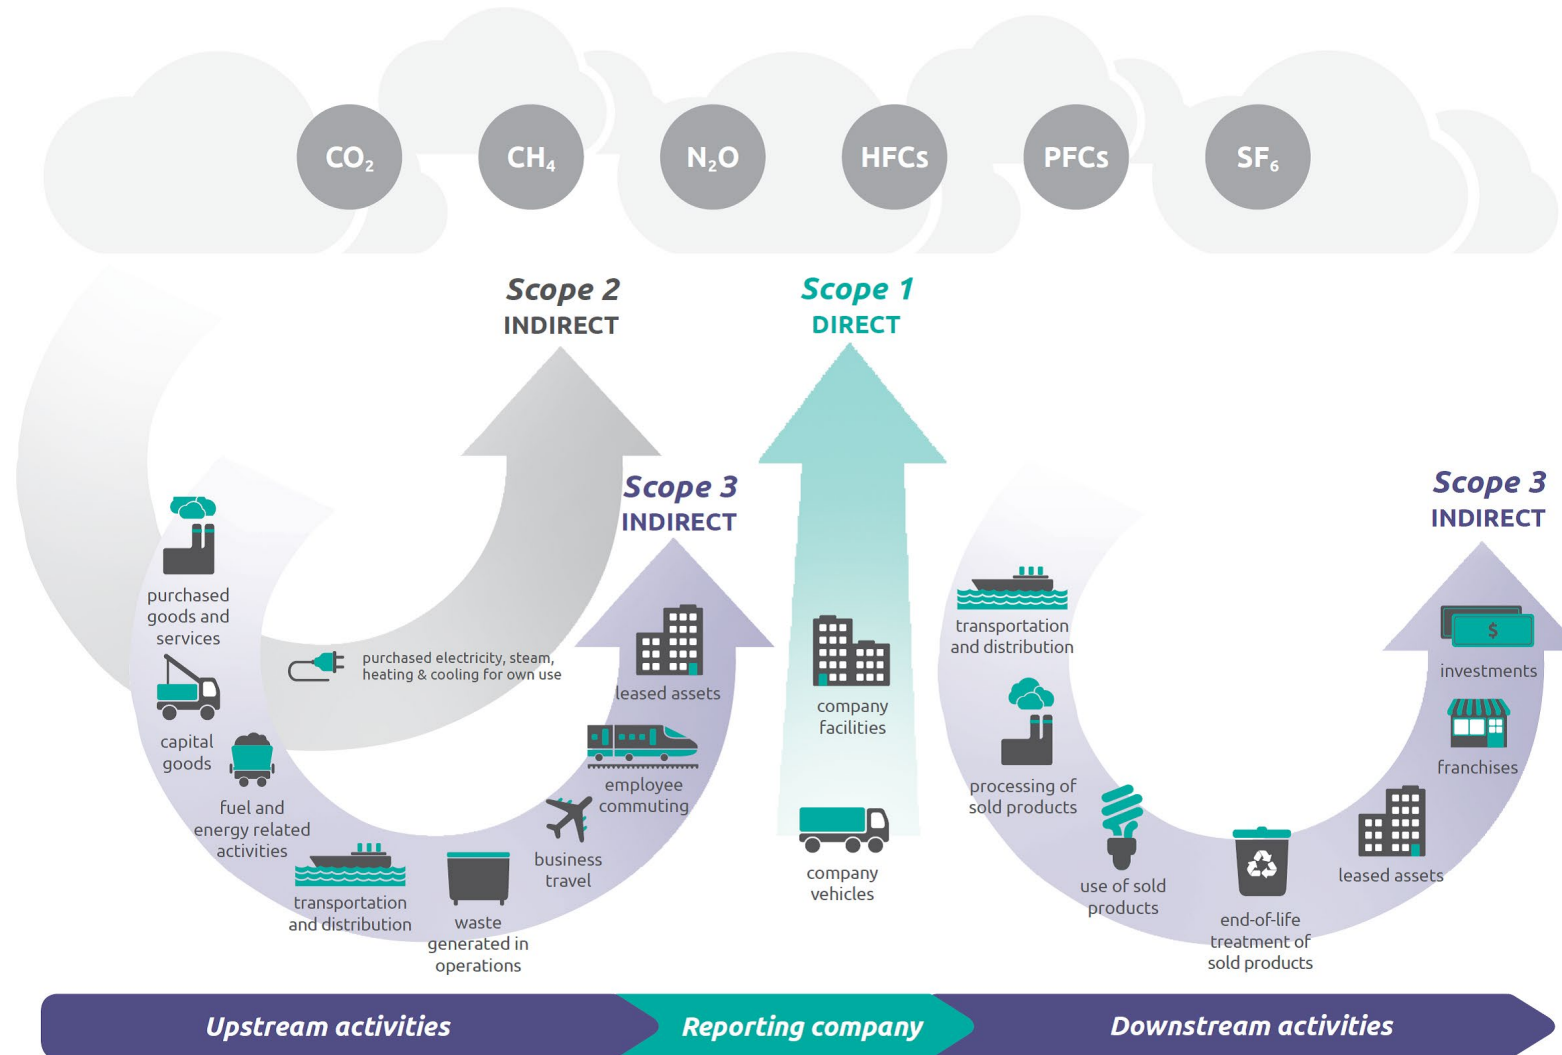 CO₂
CH₄
N₂O
HFCs
PFCs
SF₆
Scope 2
INDIRECT
Scope 1
DIRECT
Scope 3
INDIRECT
Scope 3
INDIRECT
purchased
goods and
services
capital
goods
fuel and
energy related
activities
transportation
and distribution
waste
generated in
operations
business
travel
employee
commuting
leased assets
purchased electricity, steam,
heating & cooling for own use
company
facilities
company
vehicles
transportation
and distribution
processing of
sold products
use of sold
products
end-of-life
treatment of
sold products
leased assets
franchises
investments
$
Upstream activities
Reporting company
Downstream activities